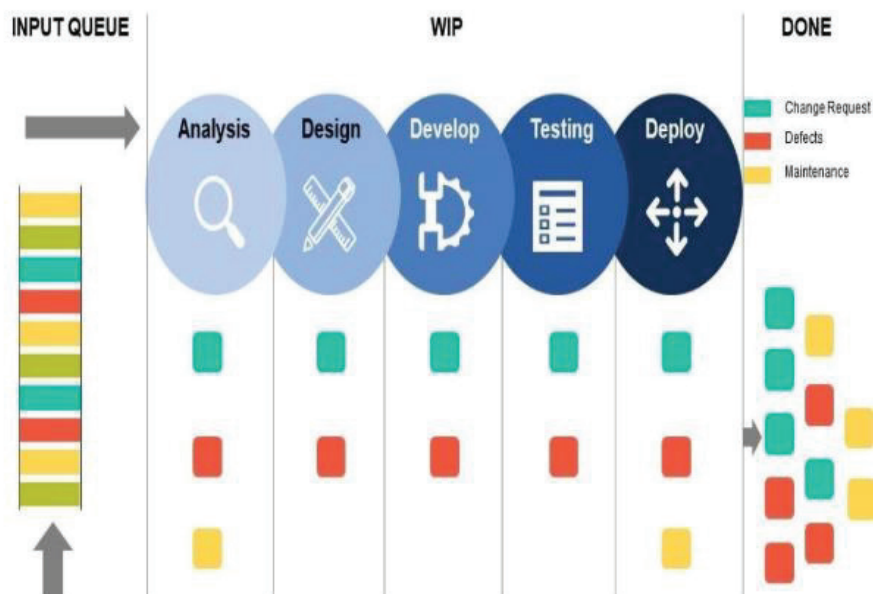 INPUT QUEUE
WIP
DONE
Analysis
Design
Develop
Testing
Deploy
Change Request
Defects
Maintenance